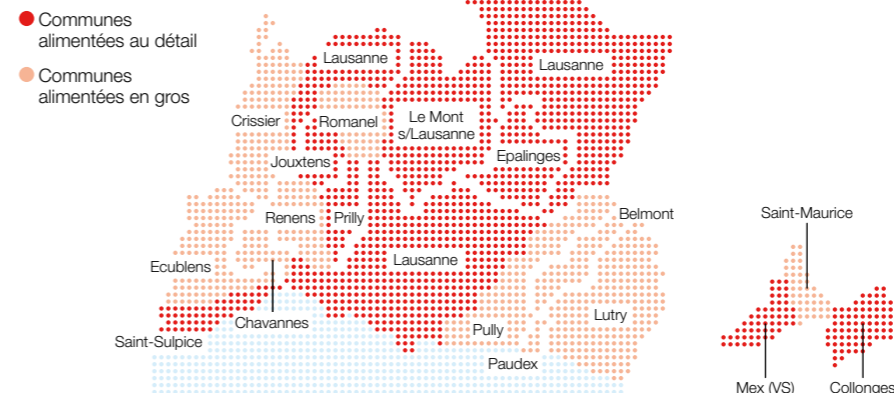 Communes
alimentées au détail
Communes
alimentées en gros
Lausanne
Lausanne
Crissier
Romanel
Le Mont
s/Lausanne
Jouxtens
Epalinges
Renens
Prilly
Belmont
Saint-Maurice
Ecublens
Lausanne
Chavannes
Pully
Lutry
Saint-Sulpice
Paudex
Mex (VS)
Collonges